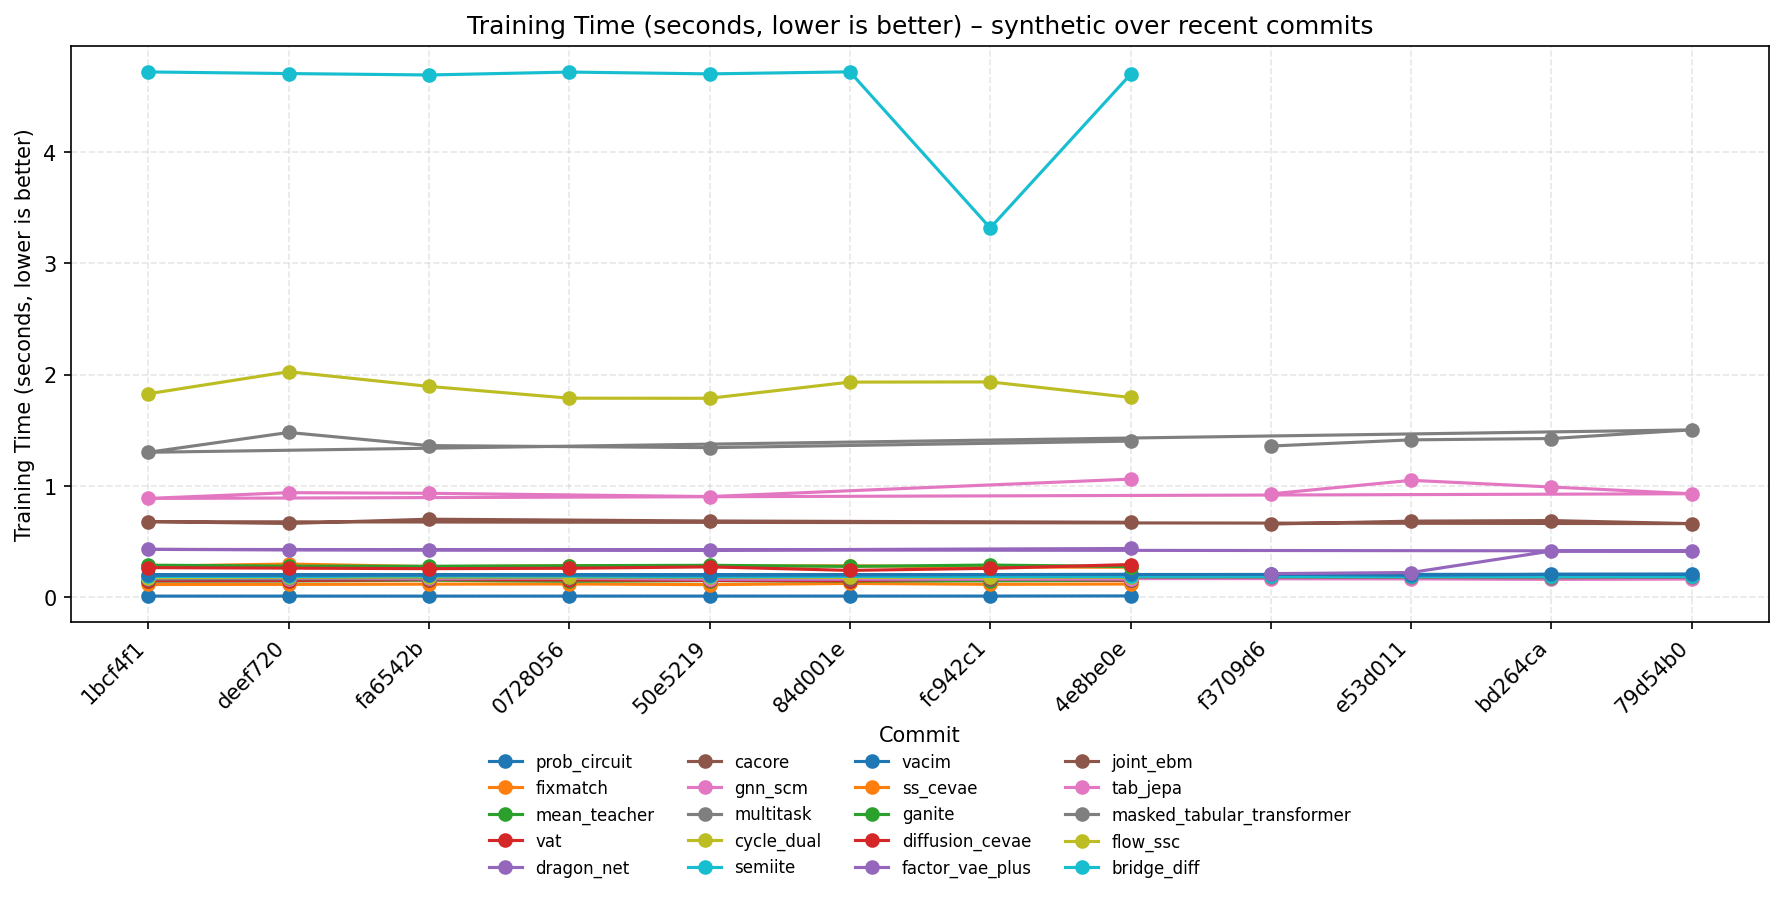 Training Time (seconds, lower is better) – synthetic over recent commits
Training Time (seconds, lower is better)
4
3
2
1
0
1bcf4f1
deef720
fa6542b
0728056
50e5219
84d001e
fc942c1
4e8be0e
f3709d6
e53d011
bd264ca
79d54b0
Commit
prob_circuit
fixmatch
mean_teacher
vat
dragon_net
cacore
gnn_scm
multitask
cycle_dual
semiite
vacim
ss_cevae
ganite
diffusion_cevae
factor_vae_plus
joint_ebm
tab_jepa
masked_tabular_transformer
flow_ssc
bridge_diff